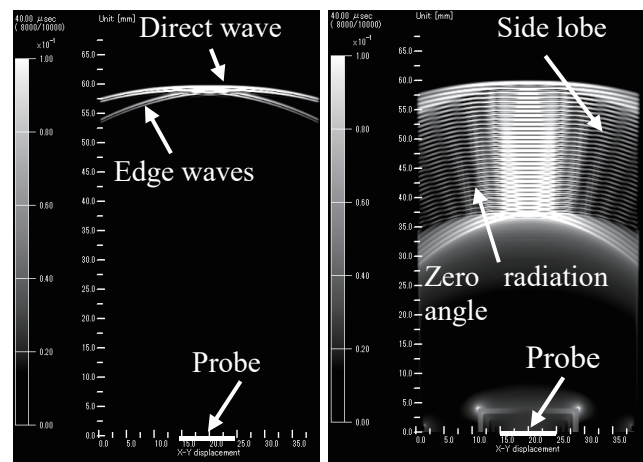 40.00 μsec
( 8000/10000)
Unit: [mm]
×10⁻¹
1.00
0.80
0.60
0.40
0.20
0.00
65.0
60.0
55.0
50.0
45.0
40.0
35.0
30.0
25.0
20.0
15.0
10.0
5.0
0.0
0.0 5.0 10.0 15.0 20.0 25.0 30.0 35.0
X-Y displacement
Direct wave
Edge waves
Probe
40.00 μsec
( 8000/10000)
Unit: [mm]
×10⁻¹
1.00
0.80
0.60
0.40
0.20
0.00
65.0
60.0
55.0
50.0
45.0
40.0
35.0
30.0
25.0
20.0
15.0
10.0
5.0
0.0
0.0 5.0 10.0 15.0 20.0 25.0 30.0 35.0
X-Y displacement
Side lobe
Zero radiation
angle
Probe